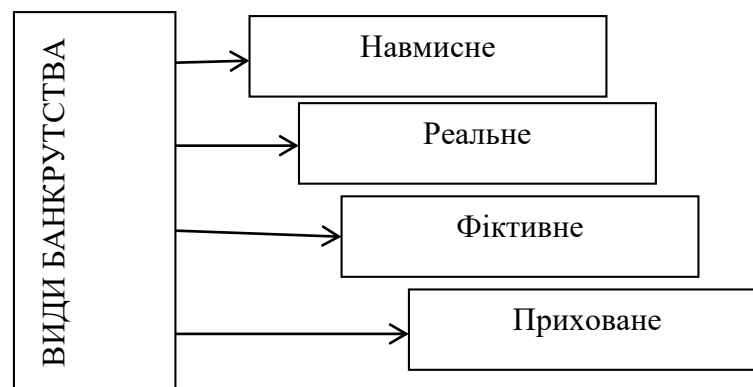 ВИДИ БАНКРУТСТВА
Навмисне
Реальне
Фіктивне
Приховане